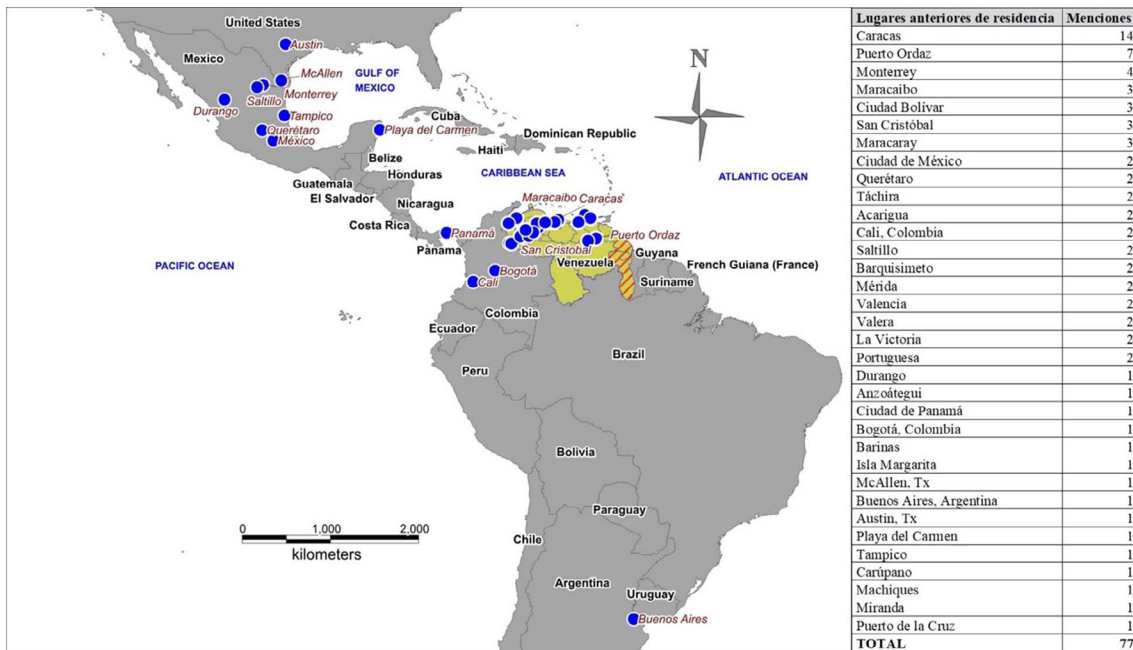 United States
Austin
Mexico
McAllen
GULF OF
MEXICO
Monterrey
Saltillo
Durango
Tampico
Cuba
Querétaro
Playa del Carmen
México
Dominican Republic
Haiti
Belize
Honduras
CARIBBEAN SEA
ATLANTIC OCEAN
Guatemala
El Salvador
Nicaragua
Maracaibo
Caracas
Costa Rica
Panamá
Panama
Puerto Ordaz
San Cristobal
Guyana
Venezuela
French Guiana (France)
Suriname
PACIFIC OCEAN
Bogotá
Cali
Colombia
Ecuador
Brazil
Peru
Bolivia
Paraguay
Chile
Argentina
Uruguay
Buenos Aires
N
0 1,000 2,000
kilometers
Lugares anteriores de residencia Menciones
Caracas 14
Puerto Ordaz 7
Monterrey 4
Maracaibo 3
Ciudad Bolívar 3
San Cristóbal 3
Maracaray 3
Ciudad de México 2
Querétaro 2
Táchira 2
Acarigua 2
Cali, Colombia 2
Saltillo 2
Barquisimeto 2
Mérida 2
Valencia 2
Valera 2
La Victoria 2
Portuguesa 2
Durango 1
Anzoátegui 1
Ciudad de Panamá 1
Bogotá, Colombia 1
Barinas 1
Isla Margarita 1
McAllen, Tx 1
Buenos Aires, Argentina 1
Austin, Tx 1
Playa del Carmen 1
Tampico 1
Carúpano 1
Machiques 1
Miranda 1
Puerto de la Cruz 1
TOTAL 77